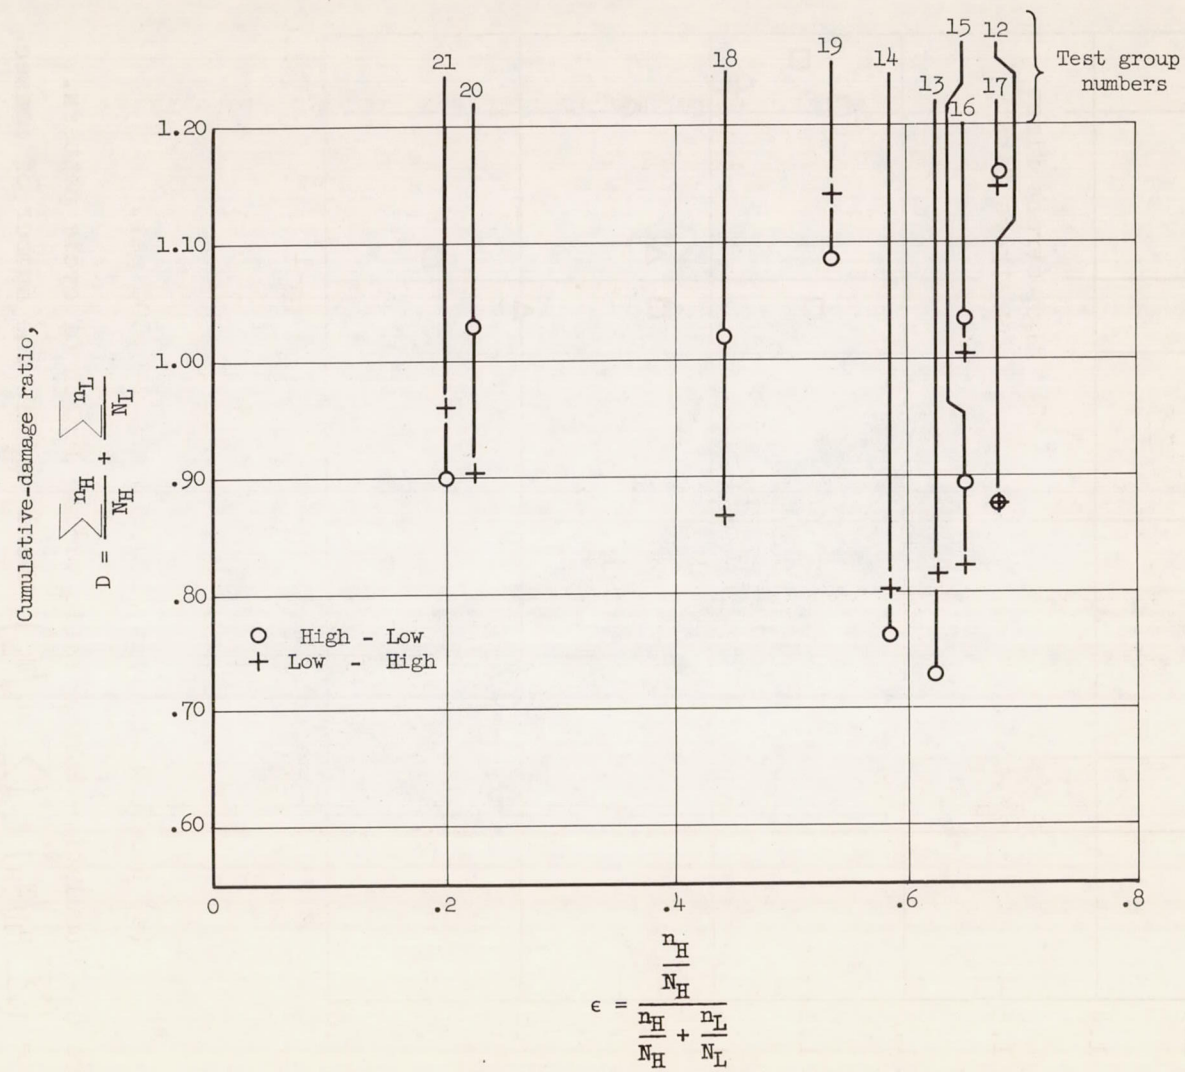 15 12
19
18
14
21
20
13
17
16
Test group
numbers
1.20
1.10
1.00
.90
.80
.70
.60
Cumulative-damage ratio,
D = ∑ n_H/N_H + ∑ n_L/N_L
O High - Low
+ Low - High
0 .2 .4 .6 .8
ϵ = (n_H/N_H) / (n_H/N_H + n_L/N_L)